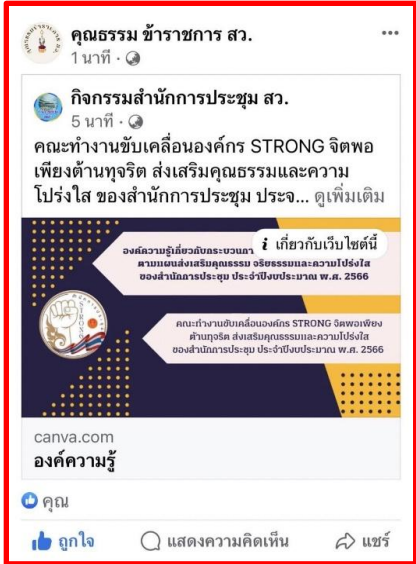 คุณธรรม ข้าราชการ สว.
1 นาที ·
กิจกรรมสำนักการประชุม สว.
5 นาที ·
คณะทำงานขับเคลื่อนองค์กร STRONG จิตพอ
เพียงต้านทุจริต ส่งเสริมคุณธรรมและความ
โปร่งใส ของสำนักการประชุม ประจ... ดูเพิ่มเติม
i เกี่ยวกับเว็บไซต์นี้
องค์ความรู้เกี่ยวกับกระบวนกา
ตามแผนส่งเสริมคุณธรรม จริยธรรมและความโปร่งใส
ของสำนักการประชุม ประจำปีงบประมาณ พ.ศ. 2566
STRONG
คณะทำงานขับเคลื่อนองค์กร STRONG จิตพอเพียง
ต้านทุจริต ส่งเสริมคุณธรรมและความโปร่งใส
ของสำนักการประชุม ประจำปีงบประมาณ พ.ศ. 2566
canva.com
องค์ความรู้
คุณ
ถูกใจ แสดงความคิดเห็น แชร์